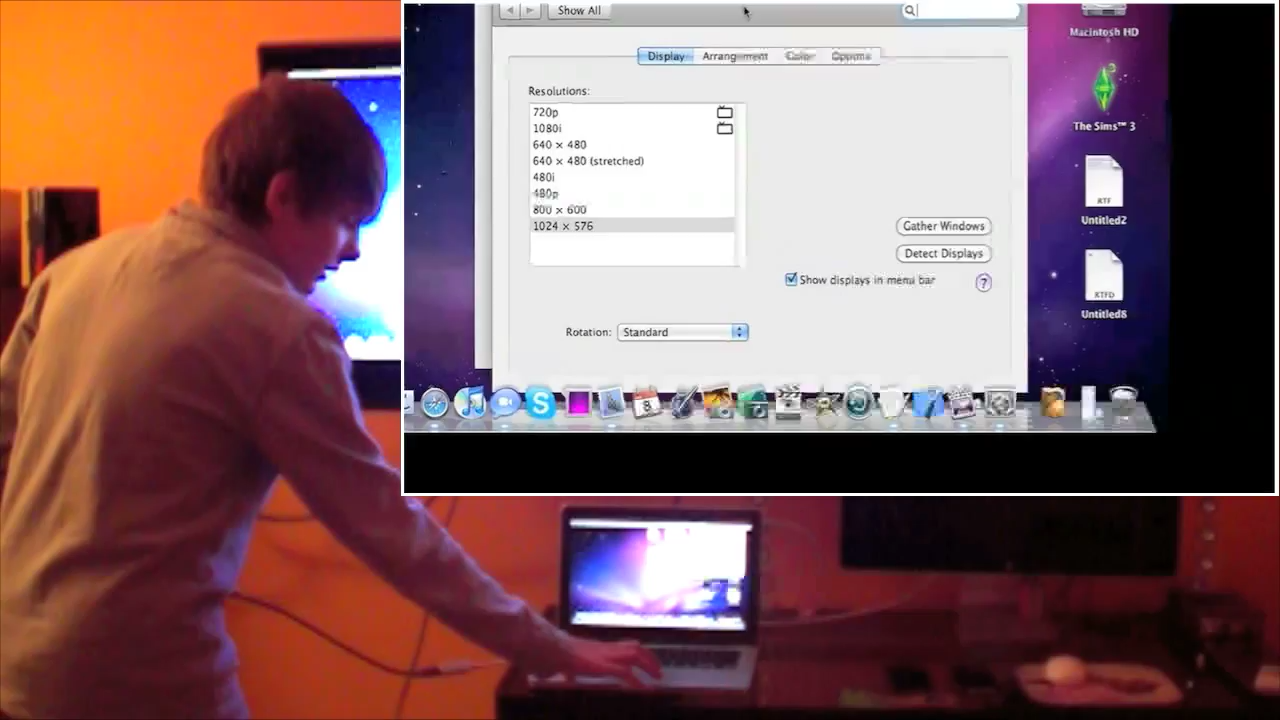 Show All
Macintosh HD
Display Arrangement Color Options
Resolutions:
720p
1080i
640 × 480
640 × 480 (stretched)
480i
480p
800 × 600
1024 × 576
The Sims™ 3
RTF
Untitled2
Gather Windows
Detect Displays
Show displays in menu bar
?
RTFD
Untitled8
Rotation: Standard
S
8